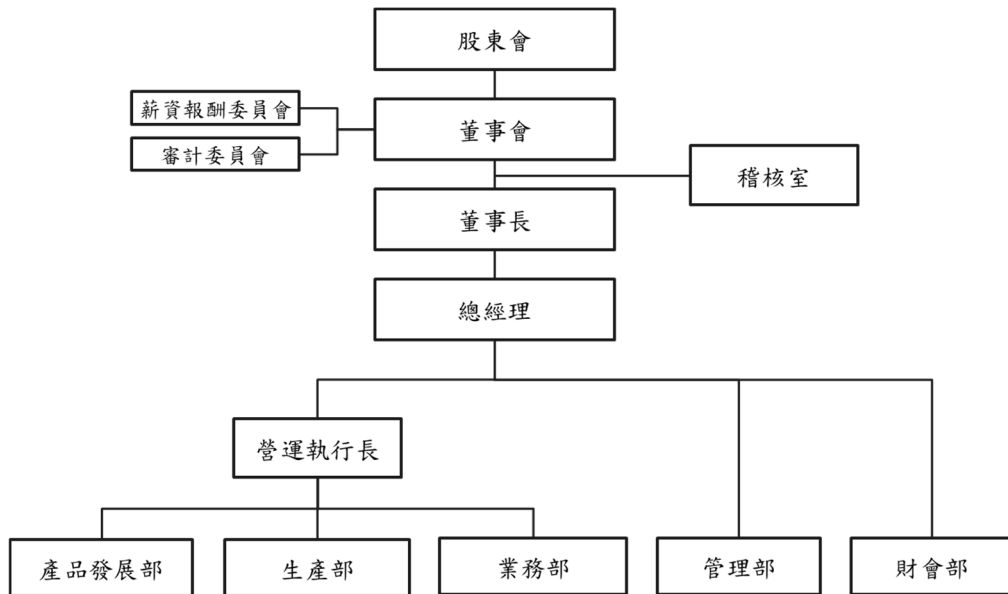 股東會
薪資報酬委員會
董事會
審計委員會
稽核室
董事長
總經理
營運執行長
產品發展部
生產部
業務部
管理部
財會部